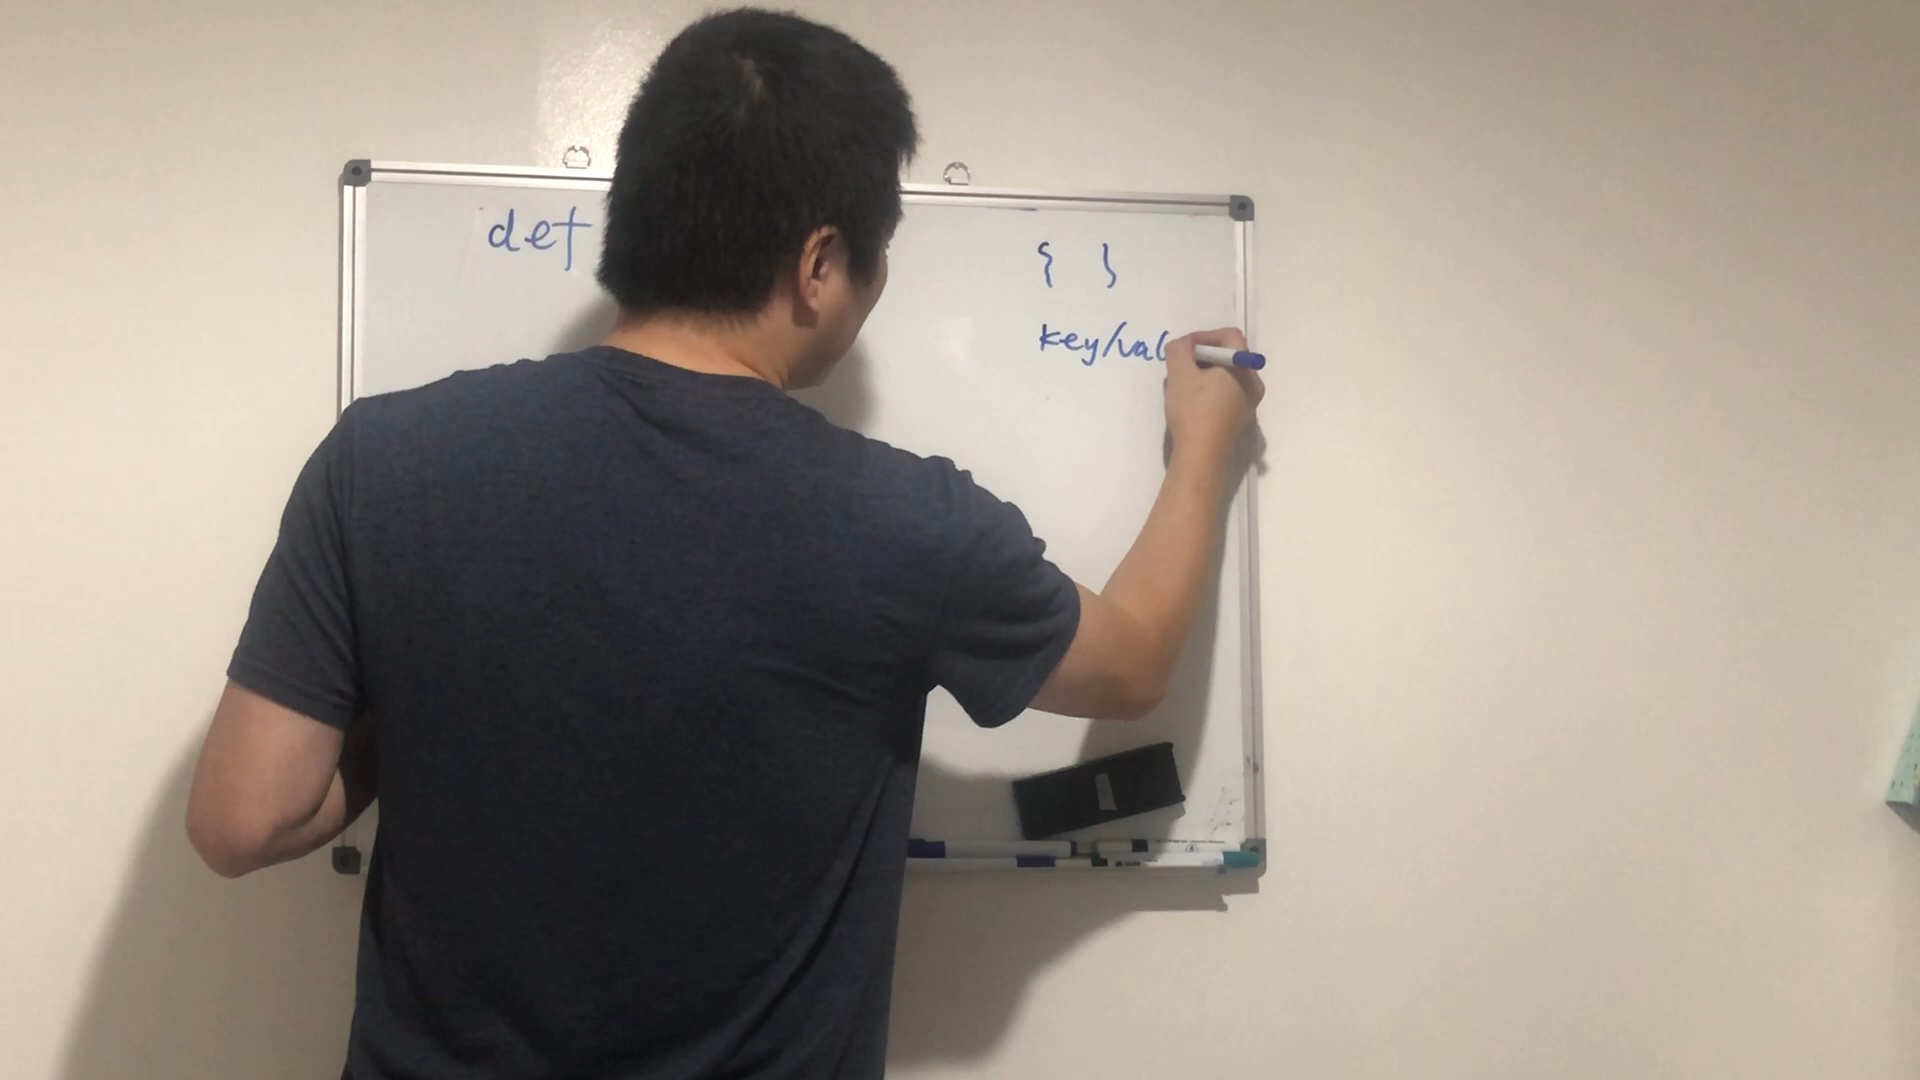 def
{ }
key/val